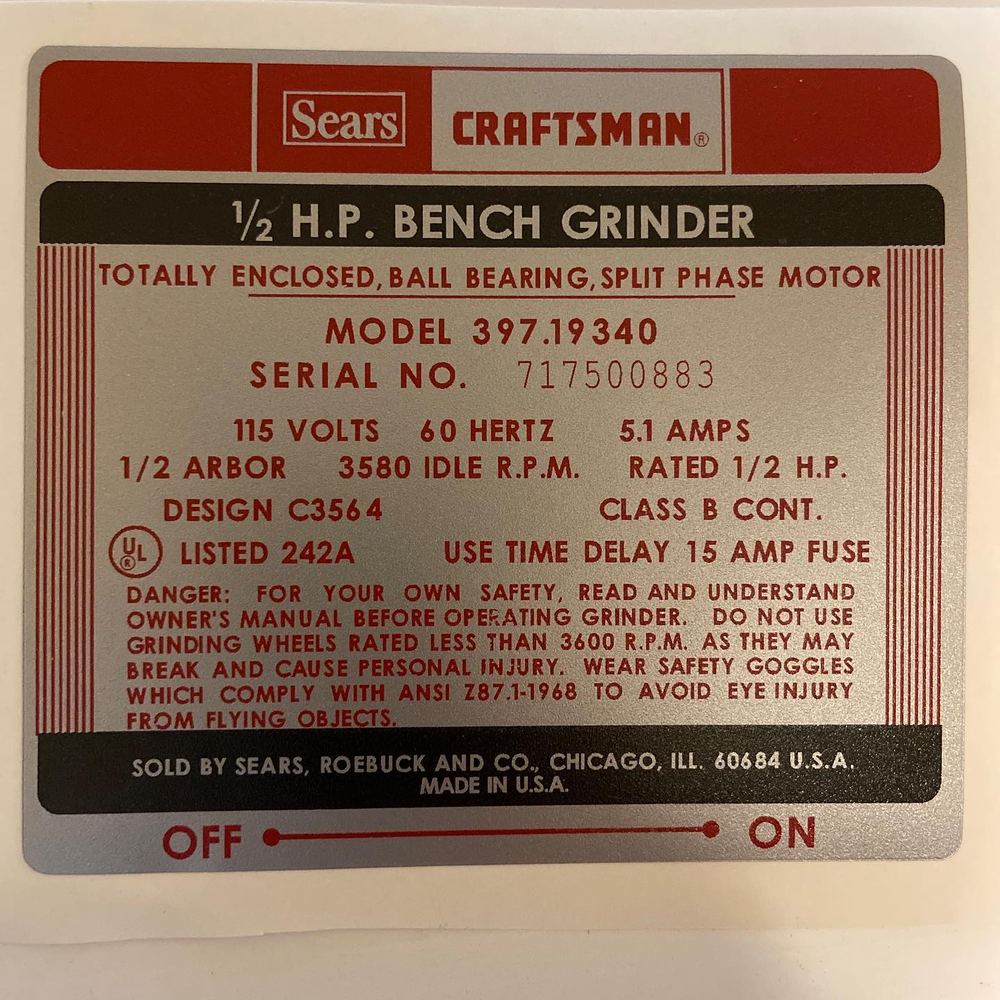 Sears CRAFTSMAN®
1/2 H.P. BENCH GRINDER
TOTALLY ENCLOSED, BALL BEARING, SPLIT PHASE MOTOR
MODEL 397.19340
SERIAL NO. 717500883
115 VOLTS 60 HERTZ 5.1 AMPS
1/2 ARBOR 3580 IDLE R.P.M. RATED 1/2 H.P.
DESIGN C3564 CLASS B CONT.
UL® LISTED 242A USE TIME DELAY 15 AMP FUSE
DANGER: FOR YOUR OWN SAFETY, READ AND UNDERSTAND
OWNER'S MANUAL BEFORE OPERATING GRINDER. DO NOT USE
GRINDING WHEELS RATED LESS THAN 3600 R.P.M. AS THEY MAY
BREAK AND CAUSE PERSONAL INJURY. WEAR SAFETY GOGGLES
WHICH COMPLY WITH ANSI Z87.1-1968 TO AVOID EYE INJURY
FROM FLYING OBJECTS.
SOLD BY SEARS, ROEBUCK AND CO., CHICAGO, ILL. 60684 U.S.A.
MADE IN U.S.A.
OFF ON